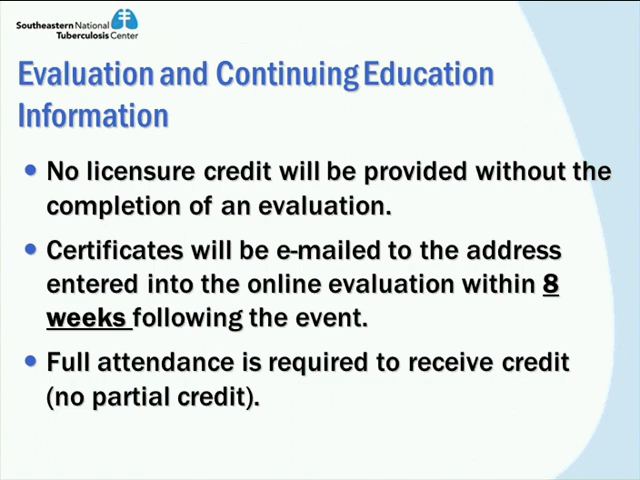 Southeastern National
Tuberculosis Center
Evaluation and Continuing Education
Information
No licensure credit will be provided without the
completion of an evaluation.
Certificates will be e-mailed to the address
entered into the online evaluation within 8
weeks following the event.
Full attendance is required to receive credit
(no partial credit).